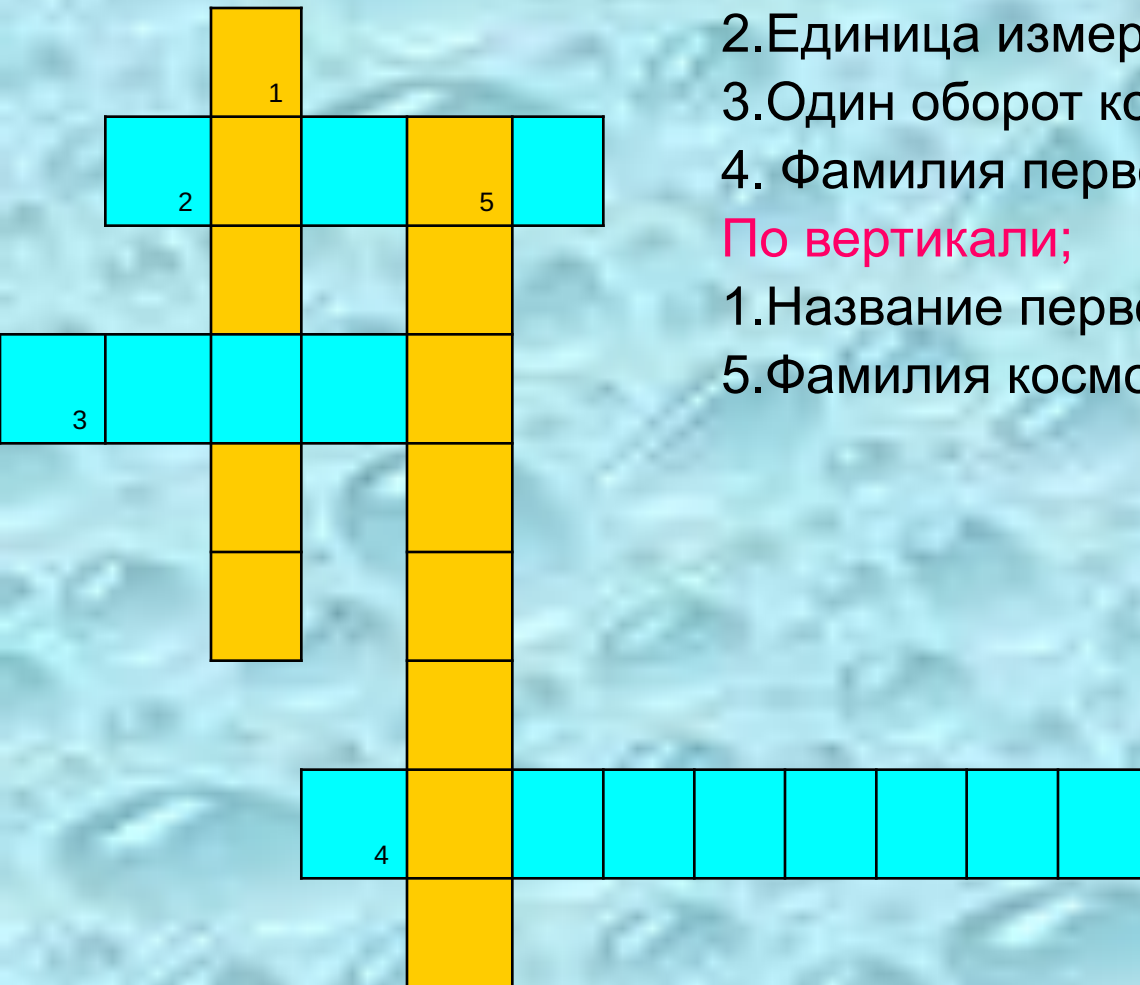 2.Единица измер
3.Один оборот ко
4. Фамилия перв
По вертикали;
1.Название перв
5.Фамилия космо
1
2
5
3
4